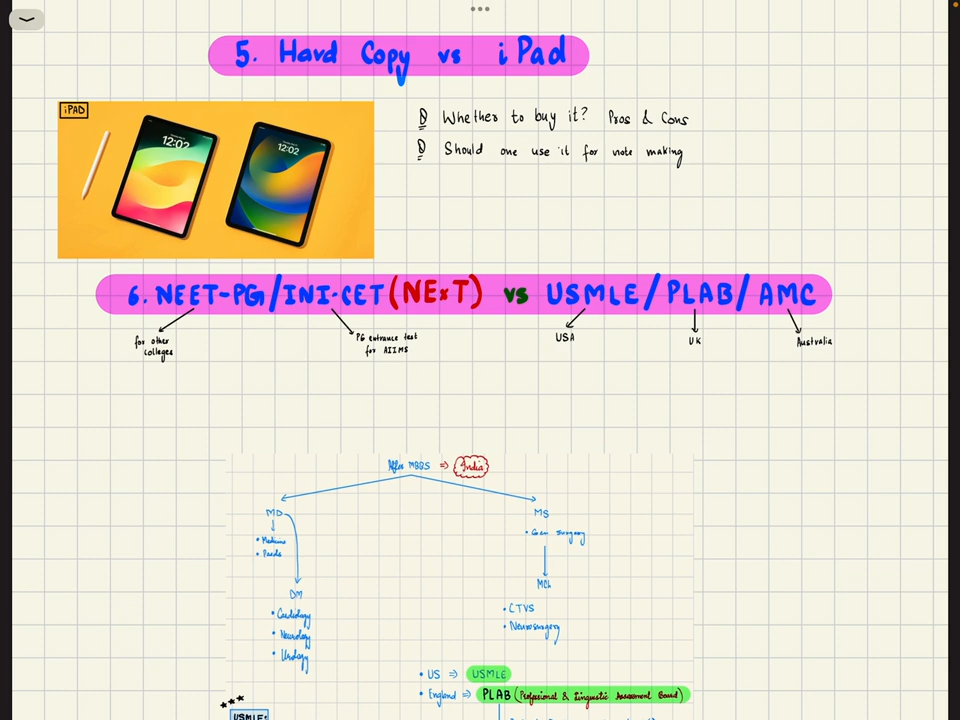 5. Hard Copy vs iPad
iPAD
12:02
12:02
Q Whether to buy it? Pros & Cons
Q Should one use it for note making
6. NEET-PG/INI-CET (NExT) vs USMLE/PLAB/AMC
for other
colleges
PG entrance test
for AIIMS
USA
UK
Australia
After MBBS ⇒ India
MD
• Medicine
• Paeds
DM
• Cardiology
• Neurology
• Urology
MS
• Gen surgery
MCh
• CTVS
• Neurosurgery
• US ⇒ USMLE
• England ⇒ PLAB (Professional & Linguistic Assessment Board)
USMLE: